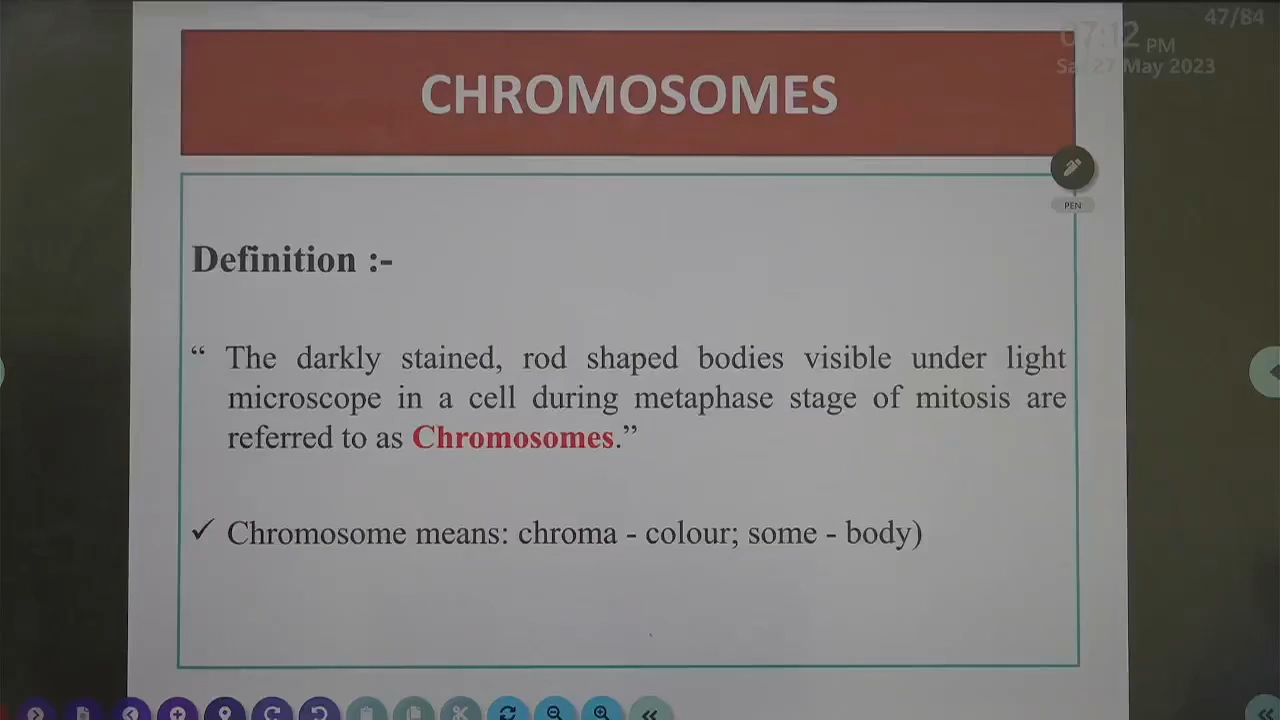 47/84
07:12 PM
Sat 27 May 2023
CHROMOSOMES
PEN
Definition :-
“ The darkly stained, rod shaped bodies visible under light
microscope in a cell during metaphase stage of mitosis are
referred to as Chromosomes.”
✓ Chromosome means: chroma - colour; some - body)